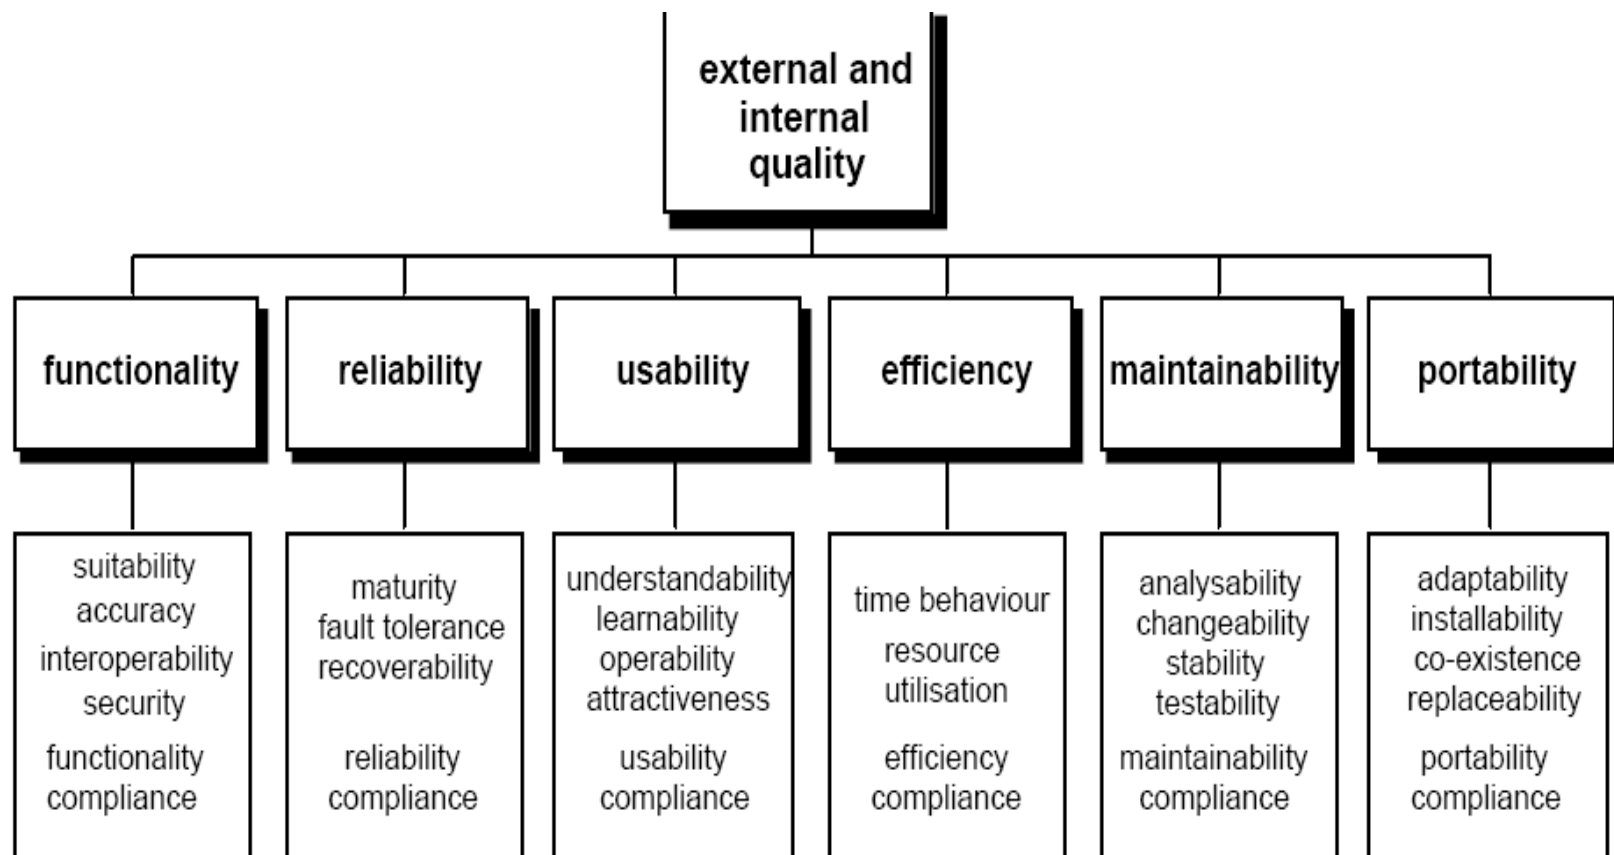 external and
internal
quality
functionality
reliability
usability
efficiency
maintainability
portability
suitability
accuracy
interoperability
security
functionality
compliance
maturity
fault tolerance
recoverability
reliability
compliance
understandability
learnability
operability
attractiveness
usability
compliance
time behaviour
resource
utilisation
efficiency
compliance
analysability
changeability
stability
testability
maintainability
compliance
adaptability
installability
co-existence
replaceability
portability
compliance